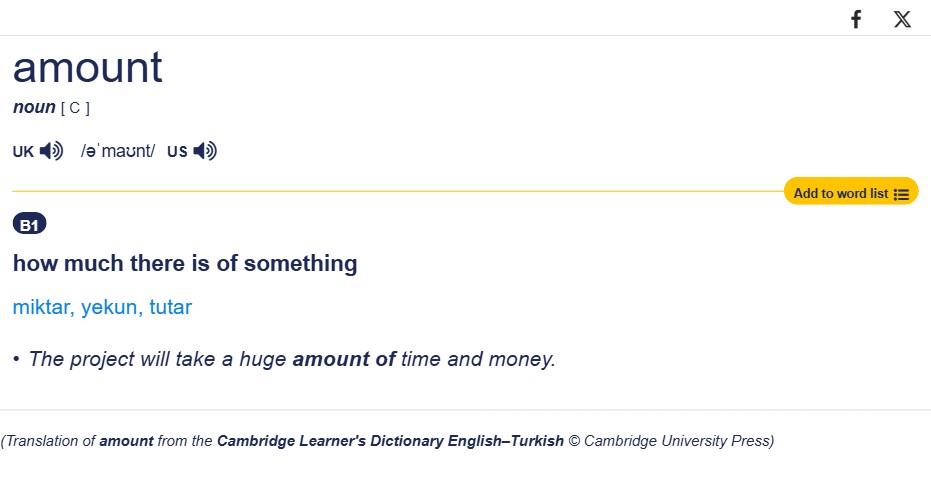 amount
noun [ C ]
UK /əˈmaʊnt/ US
Add to word list
B1
how much there is of something
miktar, yekun, tutar
• The project will take a huge amount of time and money.
(Translation of amount from the Cambridge Learner's Dictionary English–Turkish © Cambridge University Press)